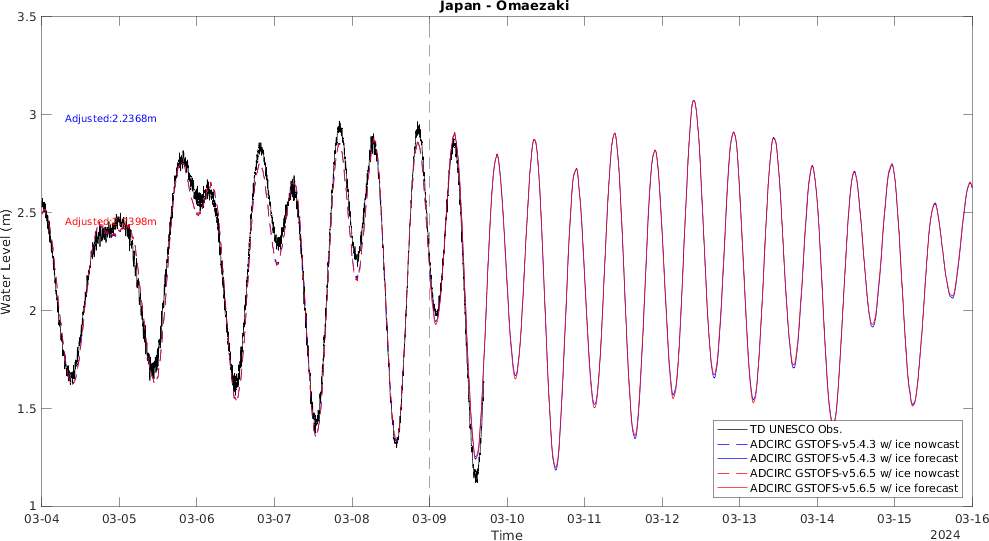 Japan - Omaezaki
3.5
3
2.5
2
1.5
1
Water Level (m)
Adjusted:2.2368m
03-04
03-05
03-06
03-07
03-08
03-09
03-10
03-11
03-12
03-13
03-14
03-15
03-16
Time
2024
TD UNESCO Obs.
ADCIRC GSTOFS-v5.4.3 w/ ice nowcast
ADCIRC GSTOFS-v5.4.3 w/ ice forecast
ADCIRC GSTOFS-v5.6.5 w/ ice nowcast
ADCIRC GSTOFS-v5.6.5 w/ ice forecast